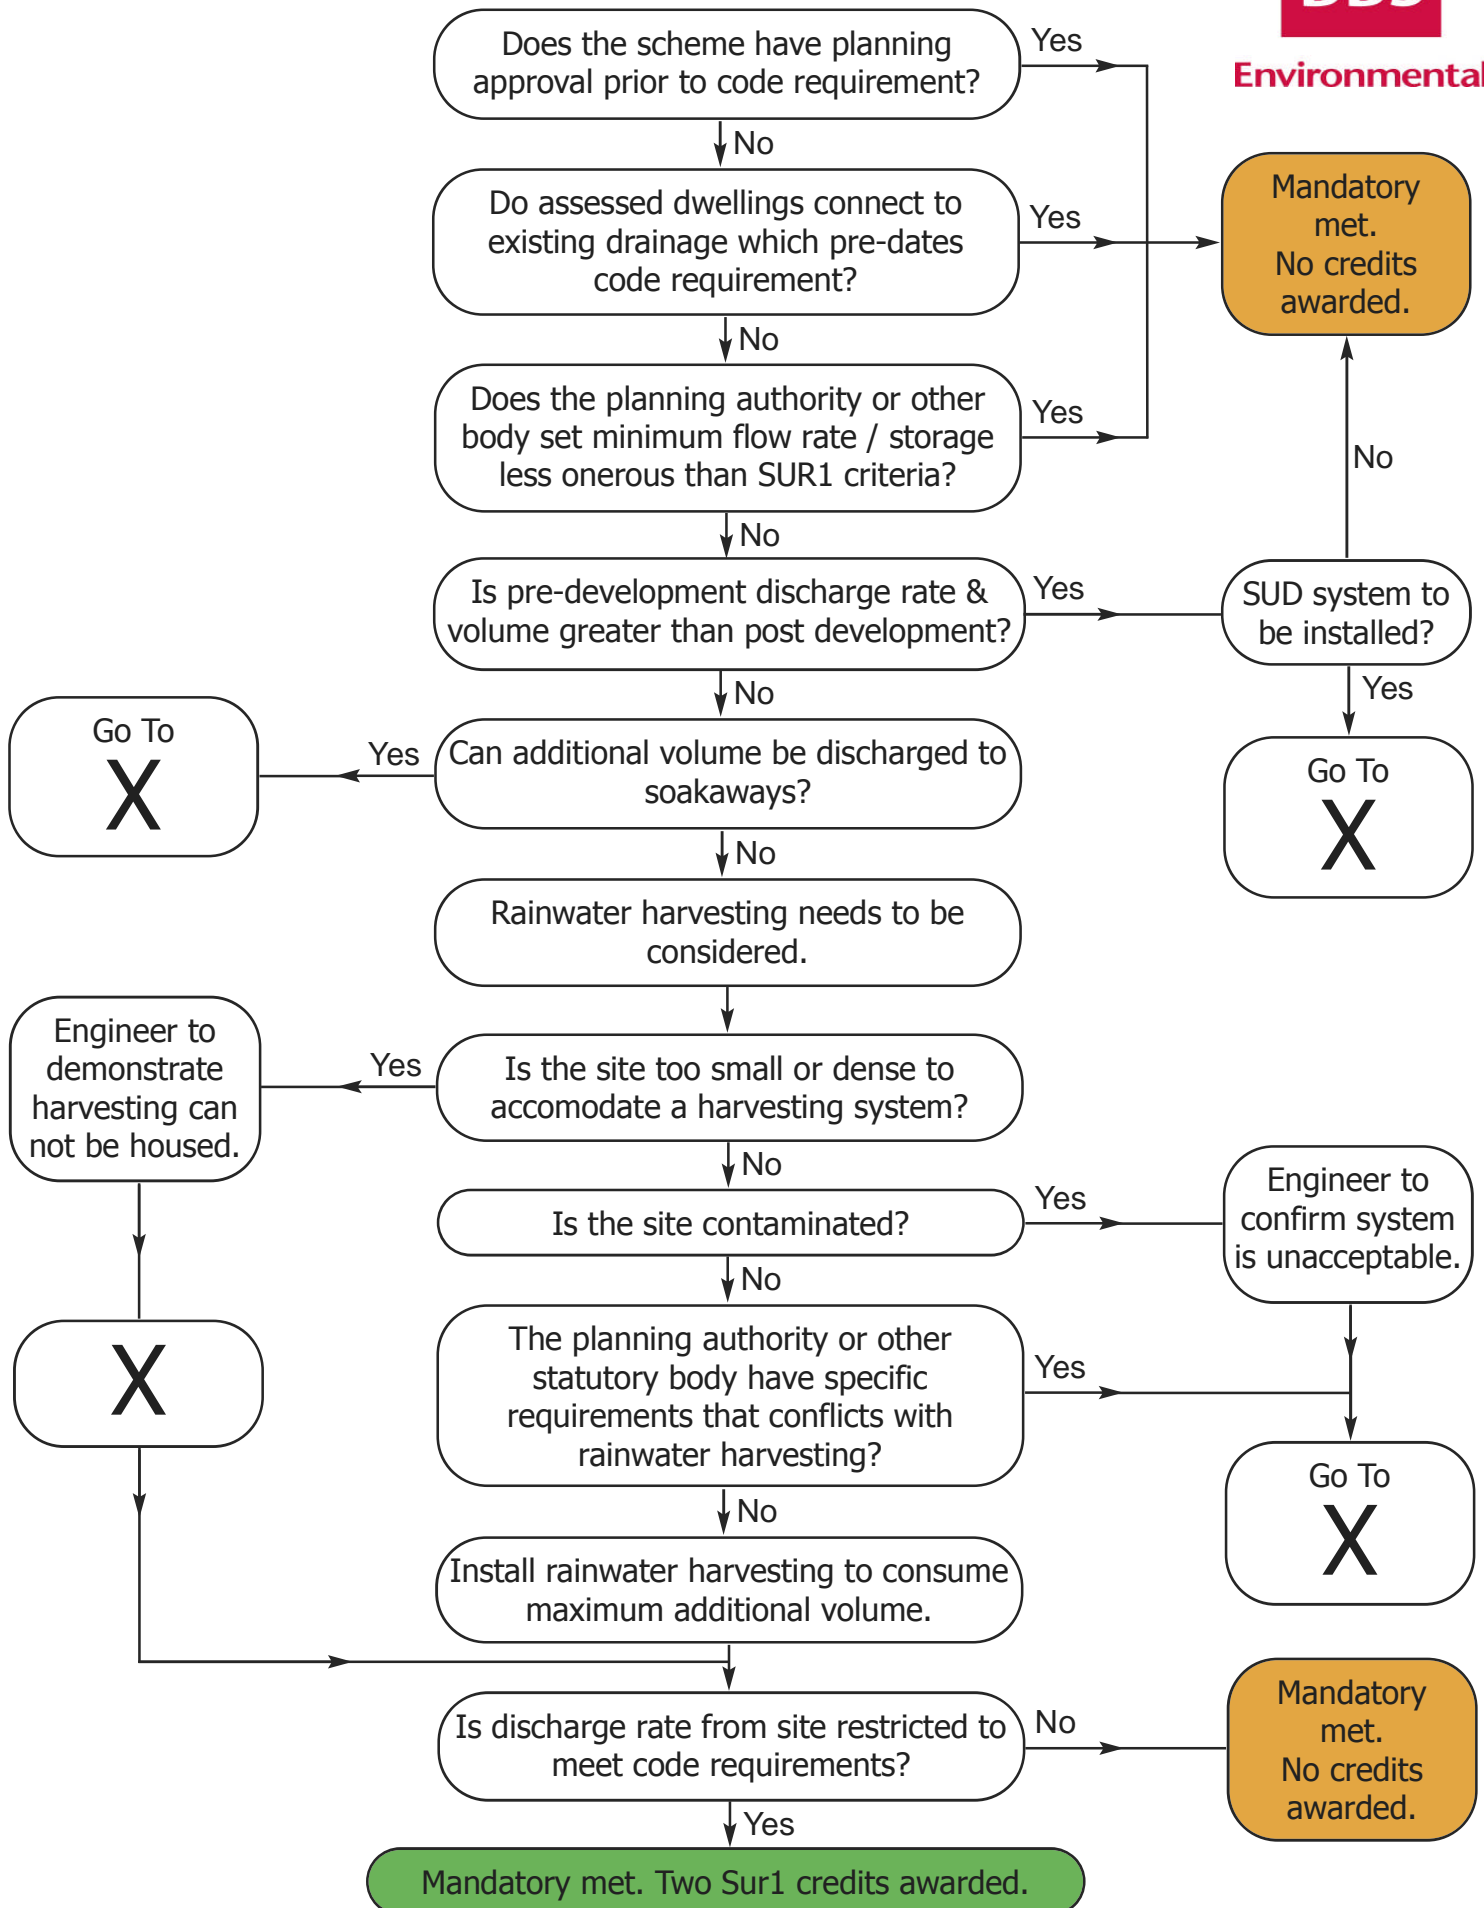 Does the scheme have planning
approval prior to code requirement?
Yes
Environmental
No
Do assessed dwellings connect to
existing drainage which pre-dates
code requirement?
Yes
Mandatory
met.
No credits
awarded.
No
Does the planning authority or other
body set minimum flow rate / storage
less onerous than SUR1 criteria?
Yes
No
No
Is pre-development discharge rate &
volume greater than post development?
Yes
SUD system to
be installed?
No
Yes
Go To
X
Yes
Can additional volume be discharged to
soakaways?
Go To
X
No
Rainwater harvesting needs to be
considered.
Engineer to
demonstrate
harvesting can
not be housed.
Yes
Is the site too small or dense to
accomodate a harvesting system?
No
Is the site contaminated?
Yes
Engineer to
confirm system
is unacceptable.
No
X
The planning authority or other
statutory body have specific
requirements that conflicts with
rainwater harvesting?
Yes
Go To
X
No
Install rainwater harvesting to consume
maximum additional volume.
Is discharge rate from site restricted to
meet code requirements?
No
Mandatory
met.
No credits
awarded.
Yes
Mandatory met. Two Sur1 credits awarded.